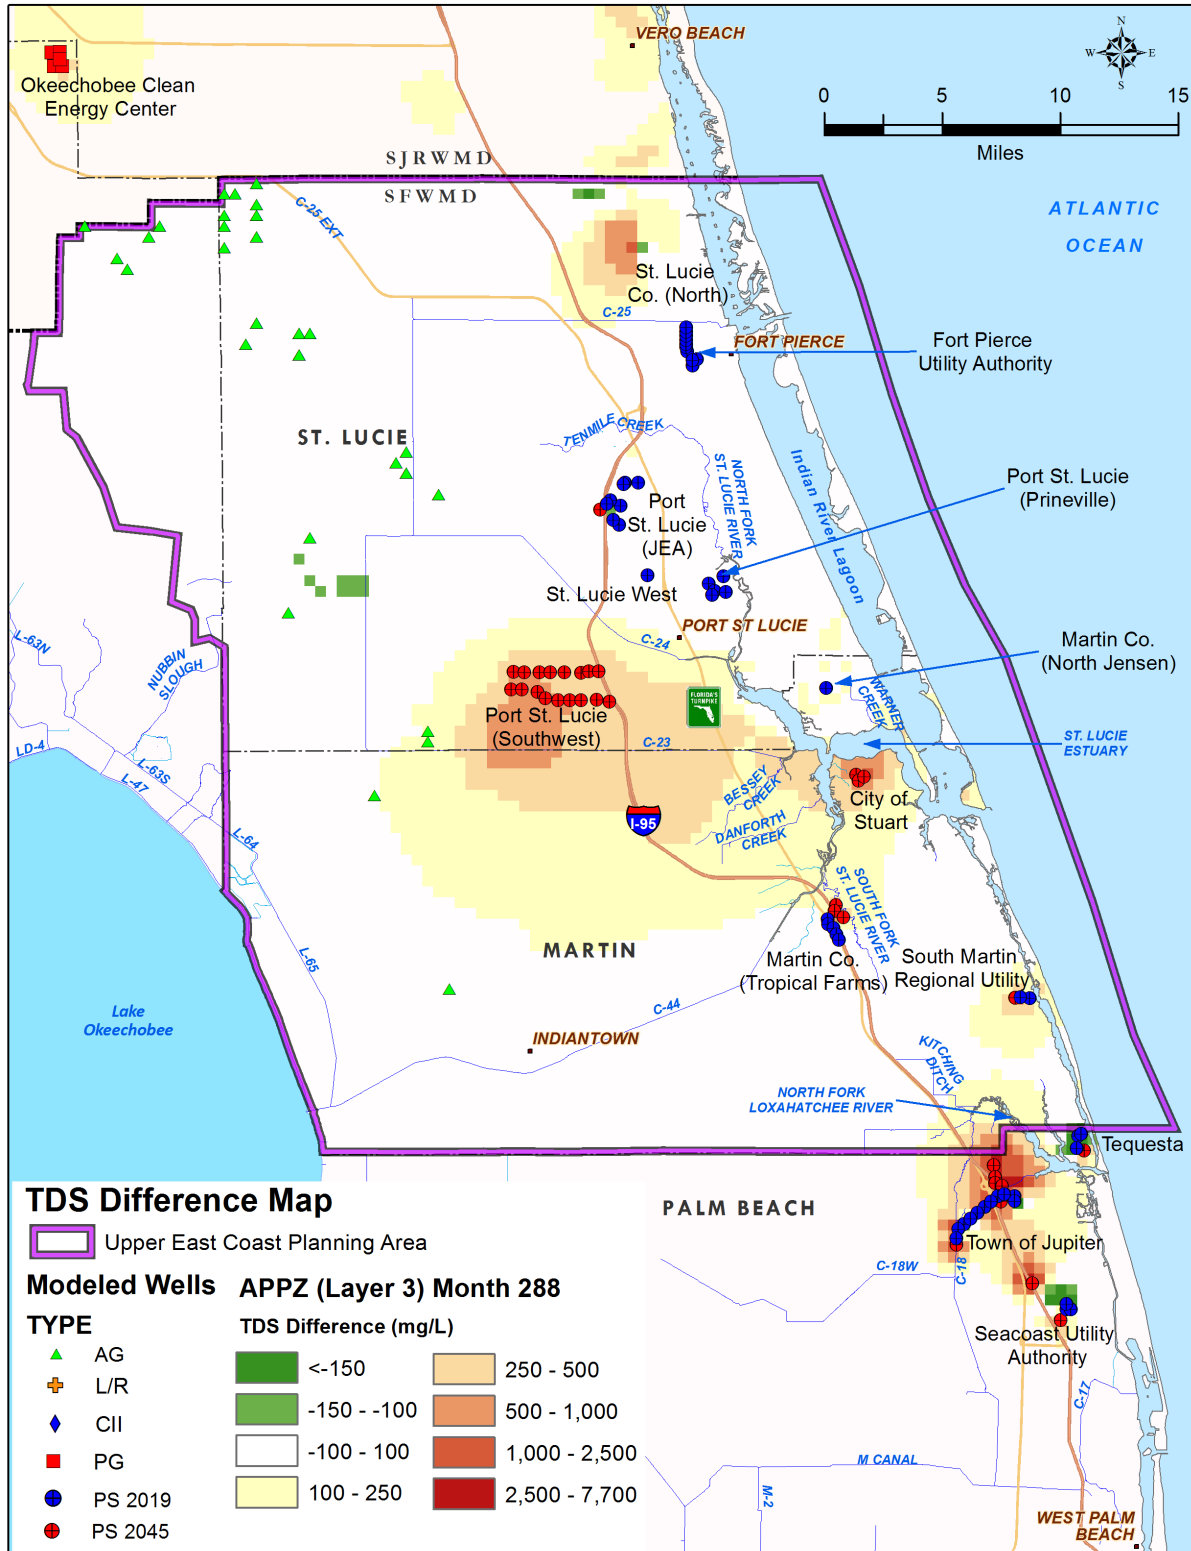 VERO BEACH
N
W
E
S
Okeechobee Clean
Energy Center
0
5
10
15
Miles
SJRWMD
SFWMD
C-25 EXT
ATLANTIC
OCEAN
St. Lucie
Co. (North)
C-25
FORT PIERCE
Fort Pierce
Utility Authority
TENMILE CREEK
ST. LUCIE
NORTH FORK
ST. LUCIE RIVER
Indian River Lagoon
Port St. Lucie
(Prineville)
Port
St. Lucie
(JEA)
St. Lucie West
PORT ST LUCIE
C-24
Martin Co.
(North Jensen)
WARNER
CREEK
L-63N
NUBBIN
SLOUGH
FLORIDA'S
TURNPIKE
Port St. Lucie
(Southwest)
C-23
ST. LUCIE
ESTUARY
LD-4
L-63S
L-47
BESSEY
CREEK
City of
Stuart
I-95
DANFORTH
CREEK
L-64
SOUTH FORK
ST. LUCIE RIVER
MARTIN
L-65
Martin Co.
(Tropical Farms)
South Martin
Regional Utility
C-44
Lake
Okeechobee
INDIANTOWN
KITCHING
DITCH
NORTH FORK
LOXAHATCHEE RIVER
Tequesta
PALM BEACH
Town of Jupiter
C-18W
C-18
Seacoast Utility
Authority
C-17
M CANAL
M-2
WEST PALM
BEACH
TDS Difference Map
Upper East Coast Planning Area
Modeled Wells
TYPE
AG
L/R
CII
PG
PS 2019
PS 2045
APPZ (Layer 3) Month 288
TDS Difference (mg/L)
<-150
-150 - -100
-100 - 100
100 - 250
250 - 500
500 - 1,000
1,000 - 2,500
2,500 - 7,700